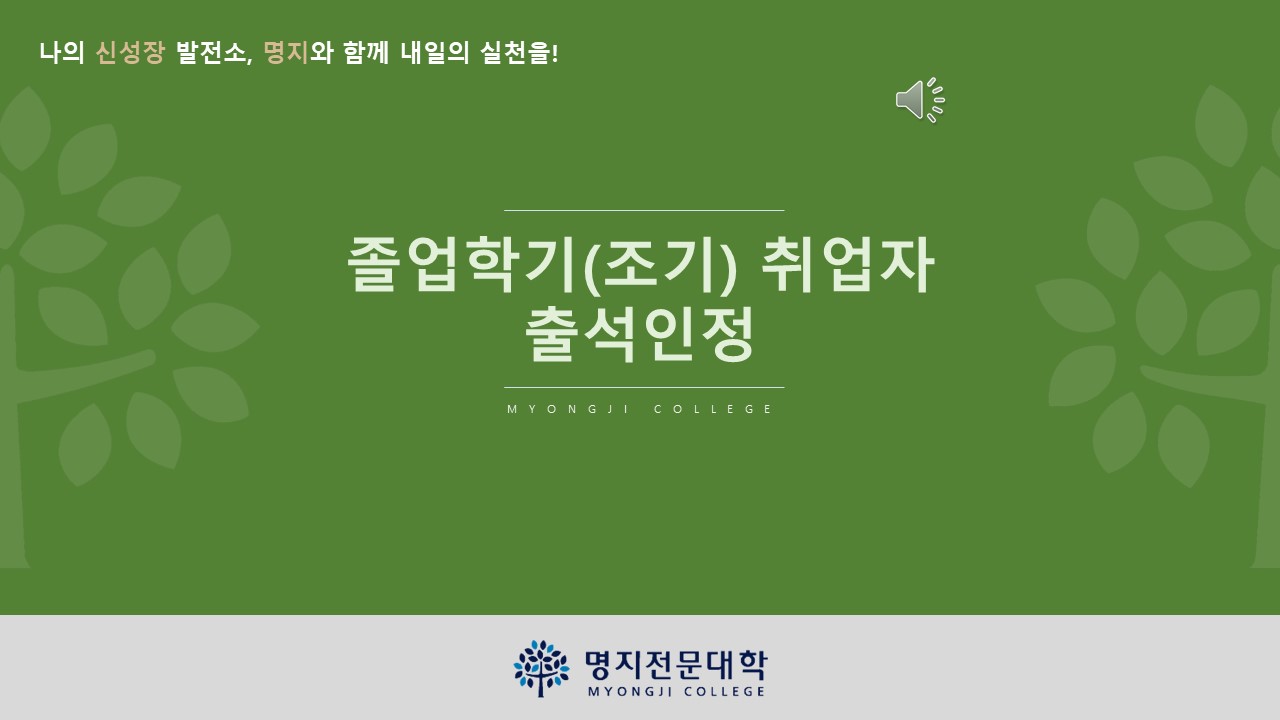 나의 신성장 발전소, 명지와 함께 내일의 실천을!
졸업학기(조기) 취업자
출석인정
MYONGJI COLLEGE
명지전문대학
MYONGJI COLLEGE